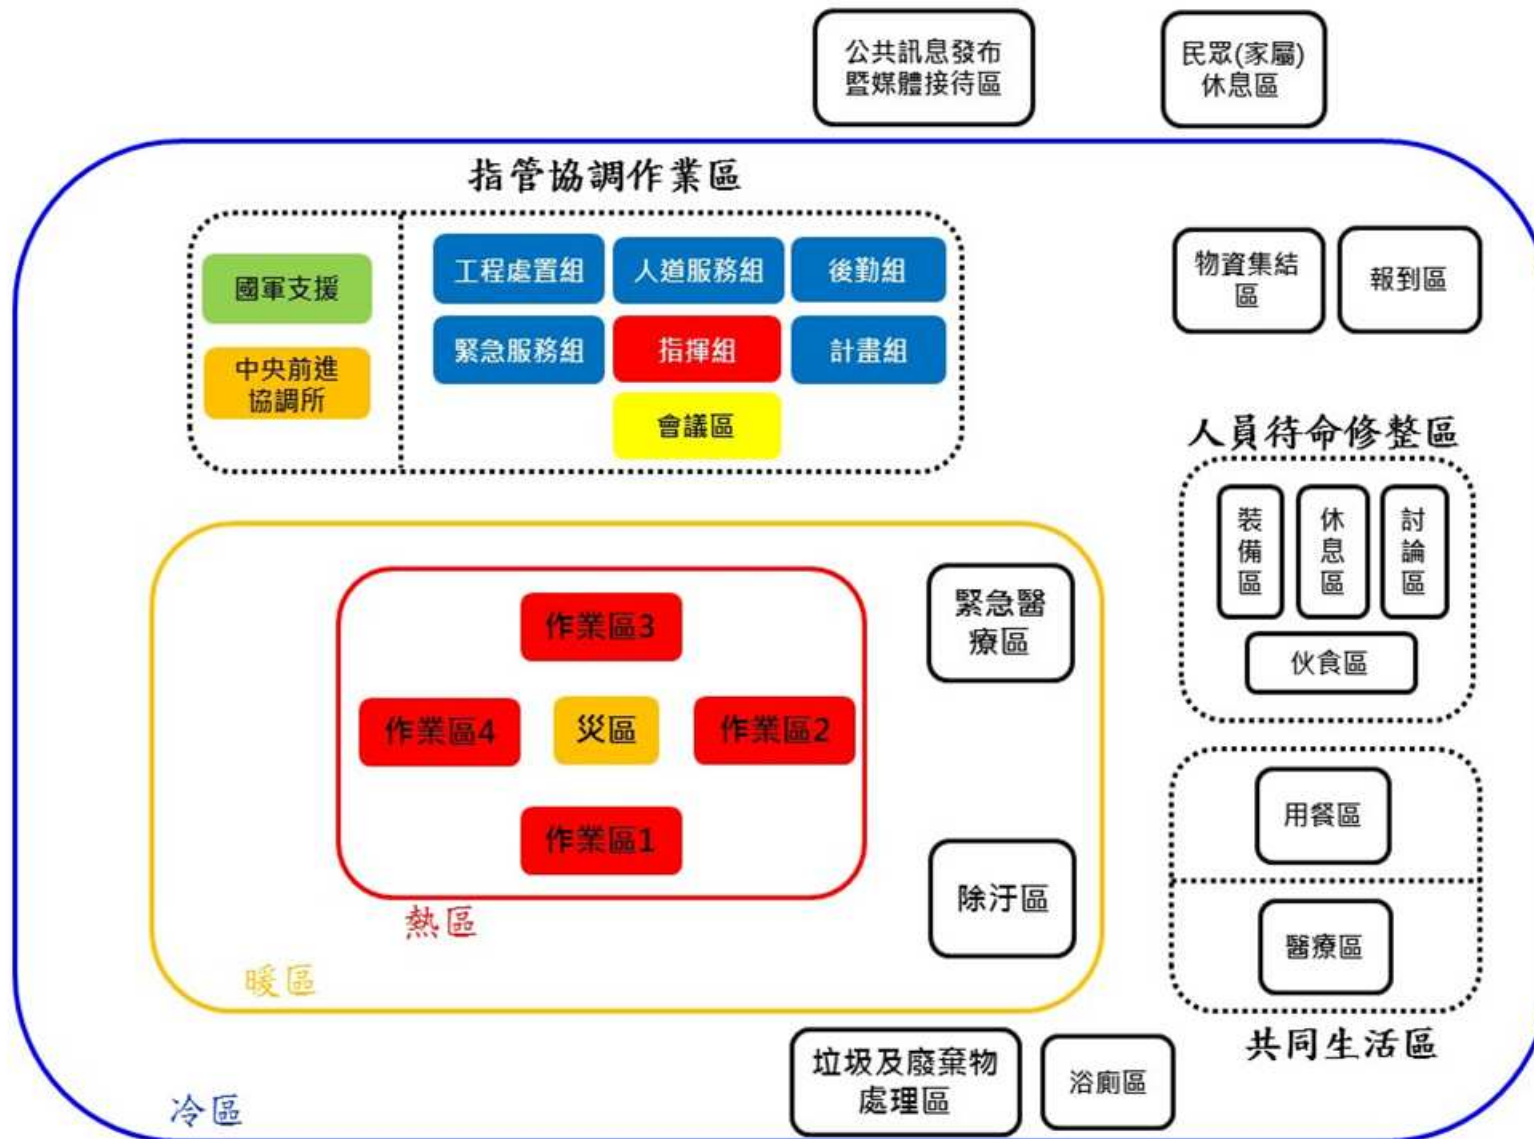 公共訊息發布
暨媒體接待區
民眾(家屬)
休息區
指管協調作業區
國軍支援
中央前進
協調所
工程處置組
人道服務組
後勤組
緊急服務組
指揮組
計畫組
會議區
物資集結
區
報到區
人員待命修整區
裝
備
區
休
息
區
討
論
區
伙食區
作業區3
作業區4
災區
作業區2
作業區1
熱區
緊急醫
療區
除汙區
暖區
用餐區
醫療區
共同生活區
垃圾及廢棄物
處理區
浴廁區
冷區